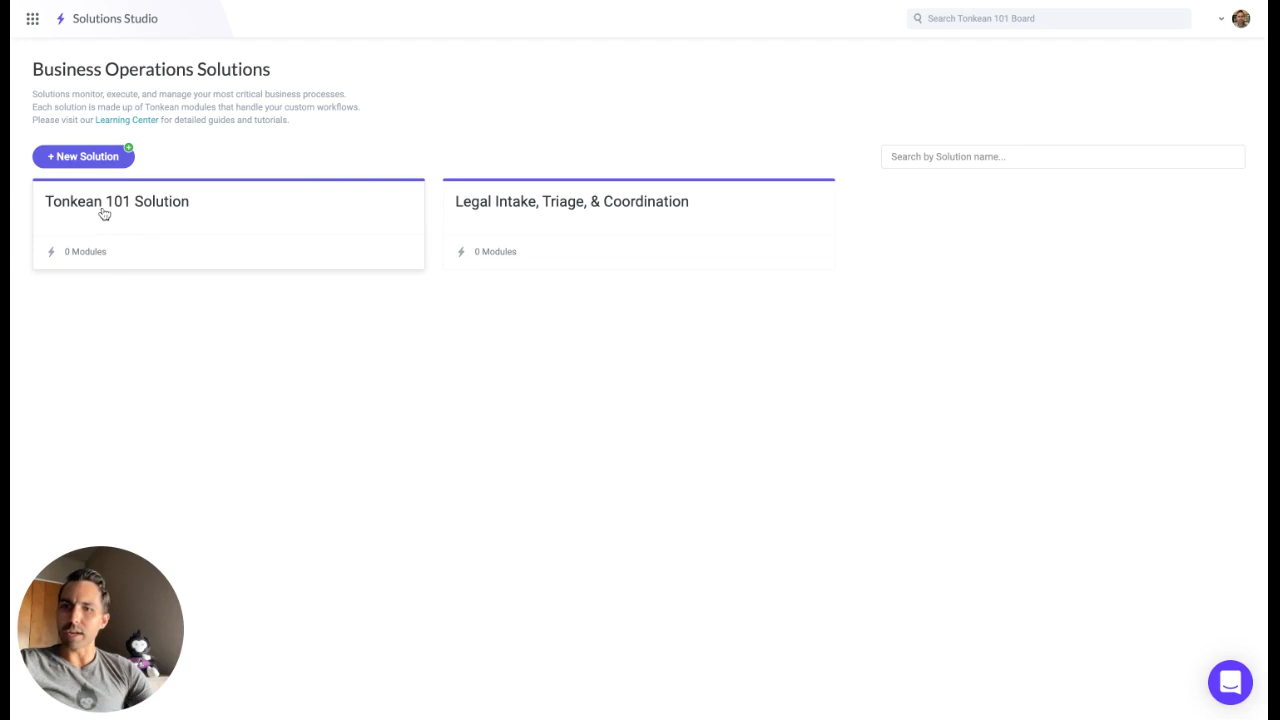 Solutions Studio
Search Tonkean 101 Board
Business Operations Solutions
Solutions monitor, execute, and manage your most critical business processes.
Each solution is made up of Tonkean modules that handle your custom workflows.
Please visit our Learning Center for detailed guides and tutorials.
+ New Solution
Search by Solution name...
Tonkean 101 Solution
0 Modules
Legal Intake, Triage, & Coordination
0 Modules